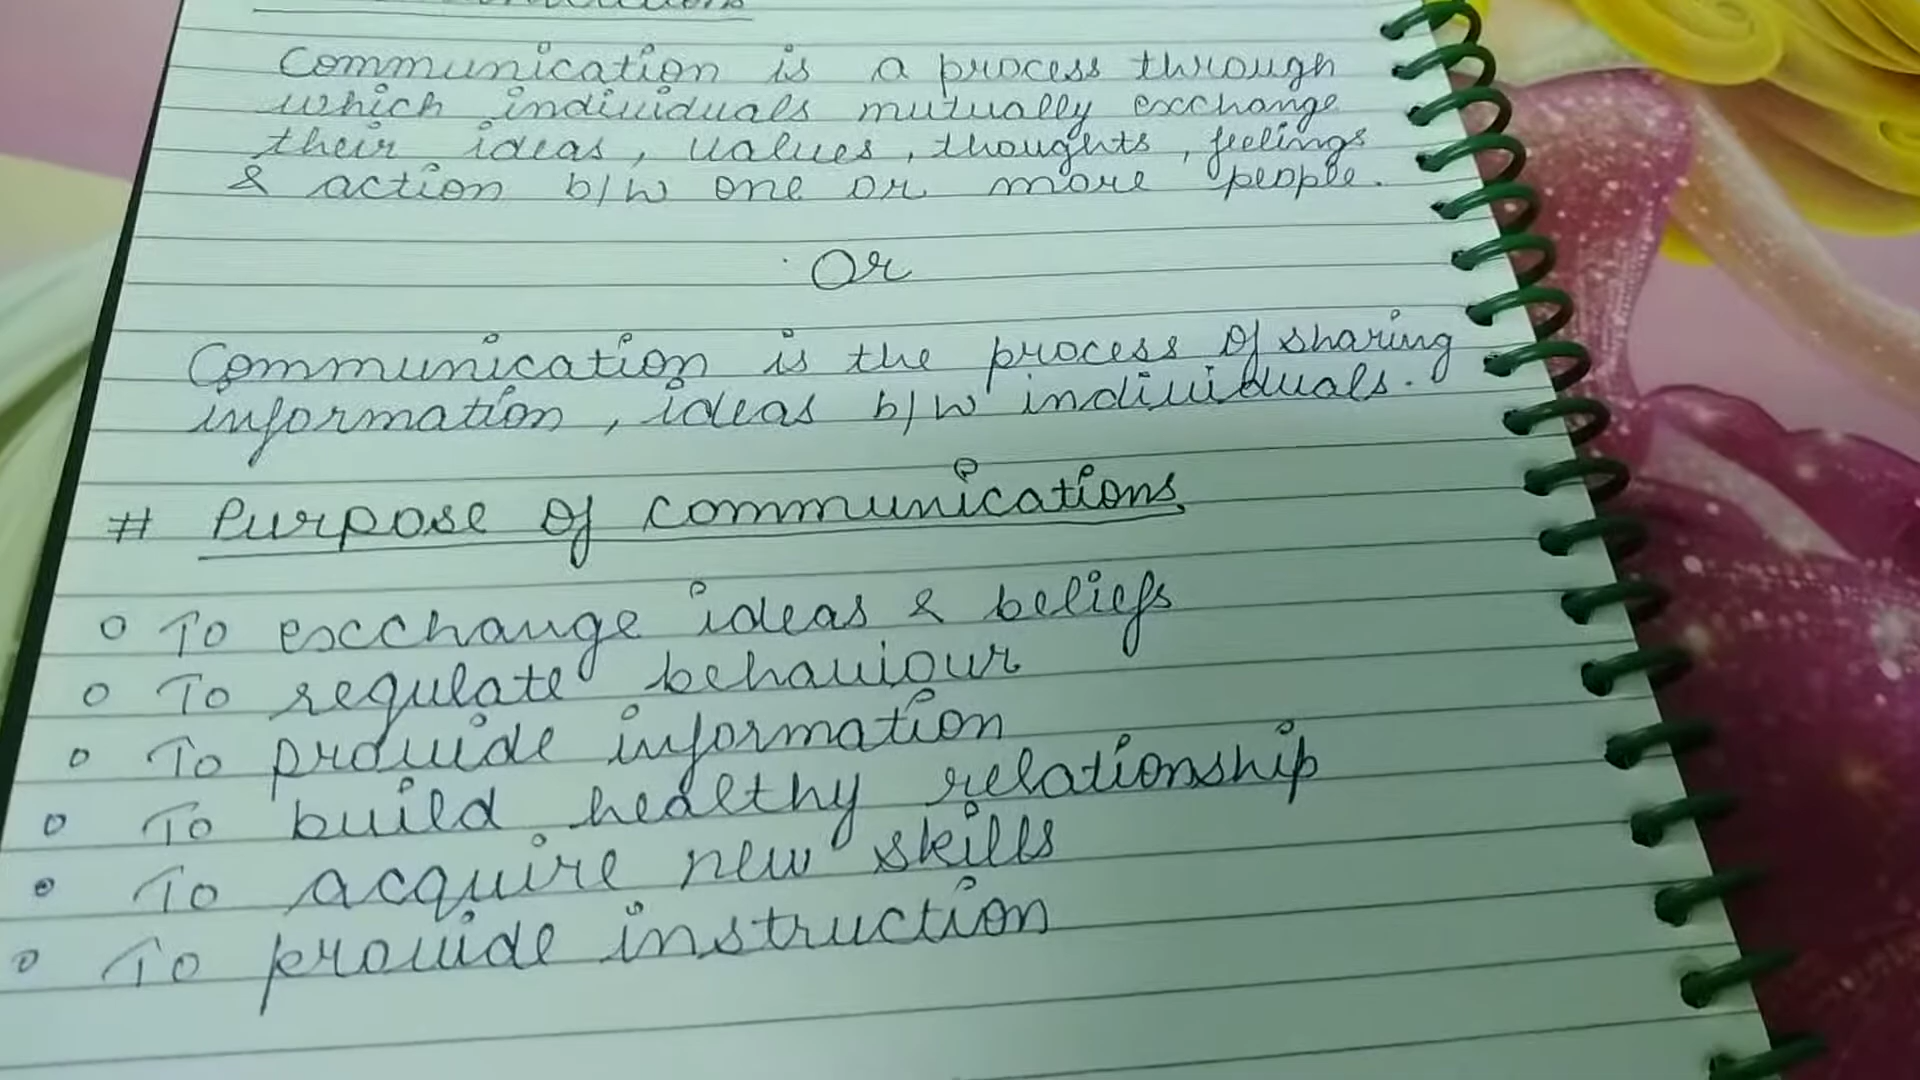 Communication is a process through
which individuals mutually exchange
their ideas, values, thoughts, feelings
& action b/w one or more people.
Or
Communication is the process of sharing
information, ideas b/w individuals.
# Purpose of communications
o To exchange ideas & beliefs
o To regulate behaviour
o To provide information
o To build healthy relationship
o To acquire new skills
o To provide instruction